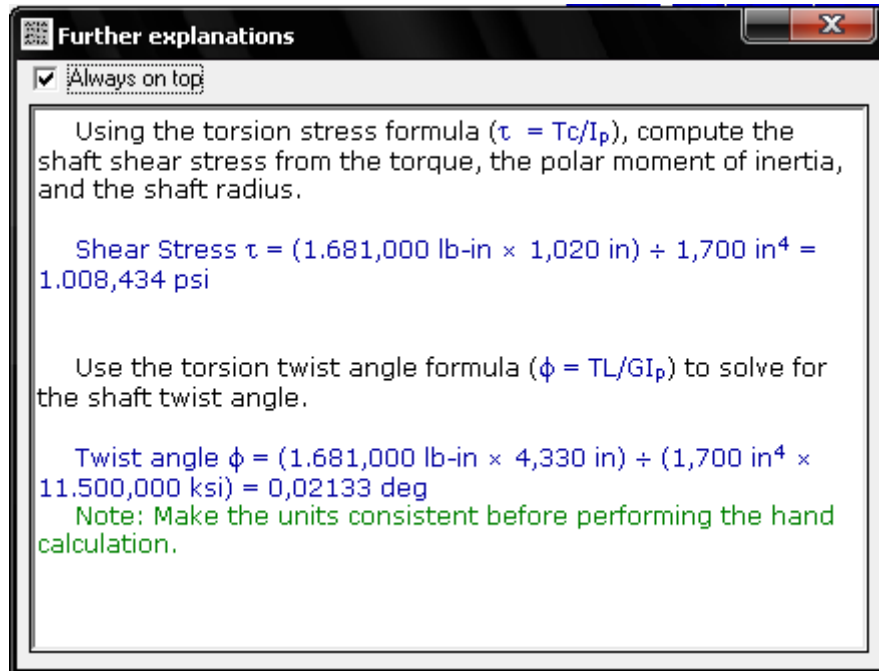 Further explanations
Always on top
Using the torsion stress formula (τ = Tc/Iₚ), compute the
shaft shear stress from the torque, the polar moment of inertia,
and the shaft radius.
Shear Stress τ = (1.681,000 lb-in × 1,020 in) ÷ 1,700 in⁴ =
1.008,434 psi
Use the torsion twist angle formula (ϕ = TL/GIₚ) to solve for
the shaft twist angle.
Twist angle ϕ = (1.681,000 lb-in × 4,330 in) ÷ (1,700 in⁴ ×
11.500,000 ksi) = 0,02133 deg
Note: Make the units consistent before performing the hand
calculation.